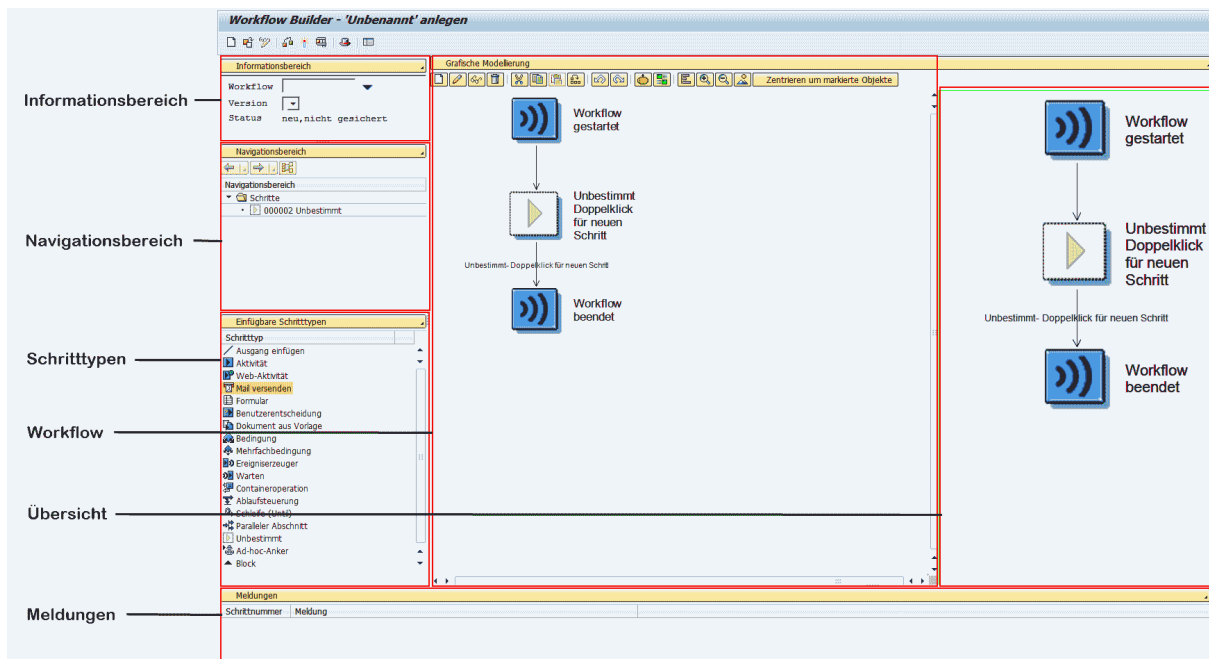 Workflow Builder - 'Unbenannt' anlegen
Informationsbereich
Workflow
Version
Status neu,nicht gesichert
Navigationsbereich
Navigationsbereich
Schritte
000002 Unbestimmt
Einfügbare Schritttypen
Schritttyp
Ausgang einfügen
Aktivität
Web-Aktivität
Mail versenden
Formular
Benutzerentscheidung
Dokument aus Vorlage
Bedingung
Mehrfachbedingung
Ereigniserzeuger
Warten
Containeroperation
Ablaufsteuerung
Schleife (Until)
Paralleler Abschnitt
Unbestimmt
Ad-hoc-Anker
Block
Grafische Modellierung
Zentrieren um markierte Objekte
Workflow
gestartet
Unbestimmt
Doppelklick
für neuen
Schritt
Unbestimmt- Doppelklick für neuen Schritt
Workflow
beendet
Workflow
gestartet
Unbestimmt
Doppelklick
für neuen
Schritt
Unbestimmt- Doppelklick für neuen Schritt
Workflow
beendet
Meldungen
Schrittnummer Meldung
Informationsbereich
Navigationsbereich
Schritttypen
Workflow
Übersicht
Meldungen